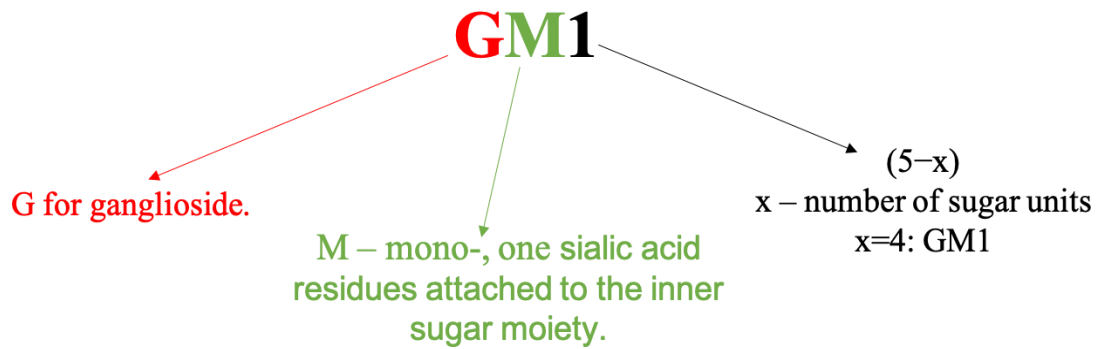 GM1
G for ganglioside.
M – mono-, one sialic acid
residues attached to the inner
sugar moiety.
(5−x)
x – number of sugar units
x=4: GM1